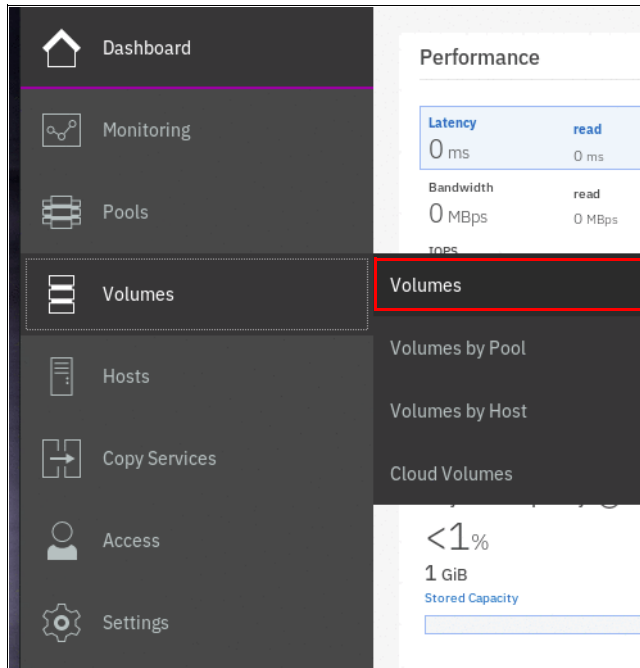 Dashboard
Monitoring
Pools
Volumes
Hosts
Copy Services
Access
Settings
Volumes
Volumes by Pool
Volumes by Host
Cloud Volumes
Performance
Latency read
0 ms 0 ms
Bandwidth read
0 MBps 0 MBps
IOPS
<1%
1 GiB
Stored Capacity